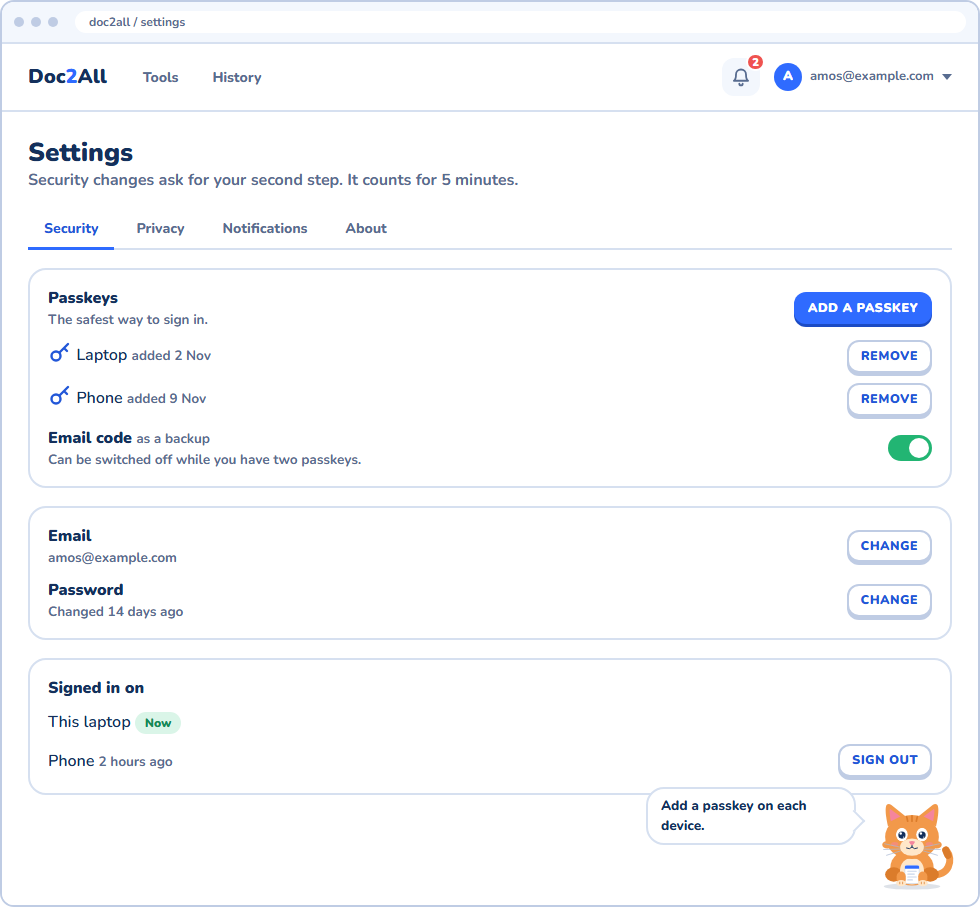 doc2all / settings
Doc2All
Tools
History
2
A
amos@example.com
Settings
Security changes ask for your second step. It counts for 5 minutes.
Security
Privacy
Notifications
About
Passkeys
ADD A PASSKEY
The safest way to sign in.
Laptop added 2 Nov
REMOVE
Phone added 9 Nov
REMOVE
Email code as a backup
Can be switched off while you have two passkeys.
Email
CHANGE
amos@example.com
Password
CHANGE
Changed 14 days ago
Signed in on
This laptop Now
Phone 2 hours ago
SIGN OUT
Add a passkey on each
device.